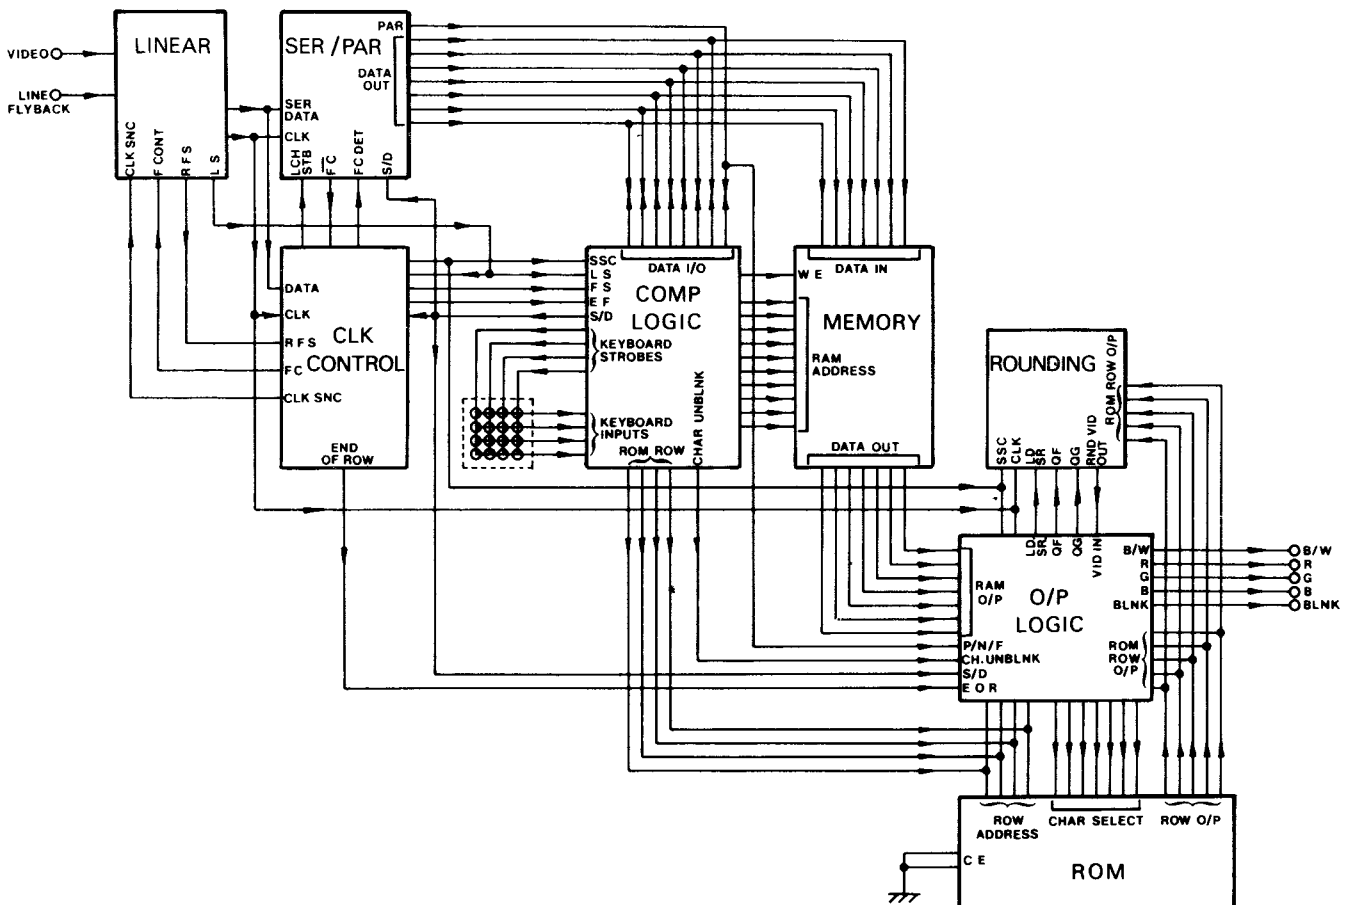 VIDEO
LINE
FLYBACK
LINEAR
CLK SNC
F CONT
R F S
L S
SER / PAR
PAR
DATA
OUT
SER
DATA
CLK
LCH
STB
FC
FC DET
S/D
CLK
CONTROL
DATA
CLK
R F S
FC
CLK SNC
END
OF ROW
COMP
LOGIC
DATA I/O
SSC
L S
F S
E F
S/D
KEYBOARD
STROBES
KEYBOARD
INPUTS
ROM ROW
CHAR UNBLNK
MEMORY
DATA IN
W E
RAM
ADDRESS
DATA OUT
ROUNDING
ROM ROW O/P
SSC
CLK
LD
SR
QF
QG
RND VID
OUT
O/P
LOGIC
LD
SR
QF
QG
VID IN
RAM
O/P
P/N/F
CH. UNBLNK
S/D
E O R
B/W
R
G
B
BLNK
ROM
ROW
O/P
B/W
R
G
B
BLNK
ROM
ROW
ADDRESS
CHAR SELECT
ROW O/P
C E